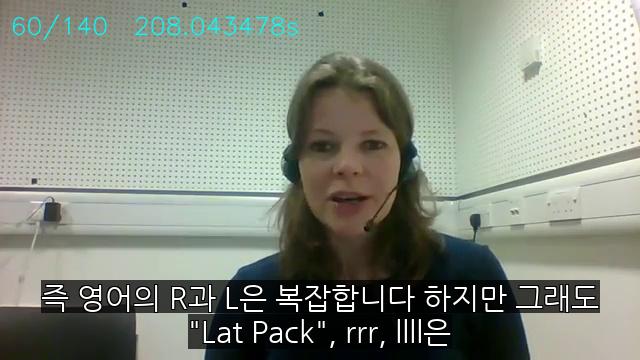 60/140 208.043478s
즉 영어의 R과 L은 복잡합니다 하지만 그래도
"Lat Pack", rrr, llll은